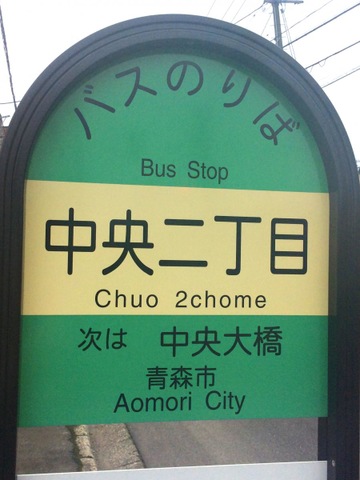 バスのりば
Bus Stop
中央二丁目
Chuo 2chome
次は 中央大橋
青森市
Aomori City